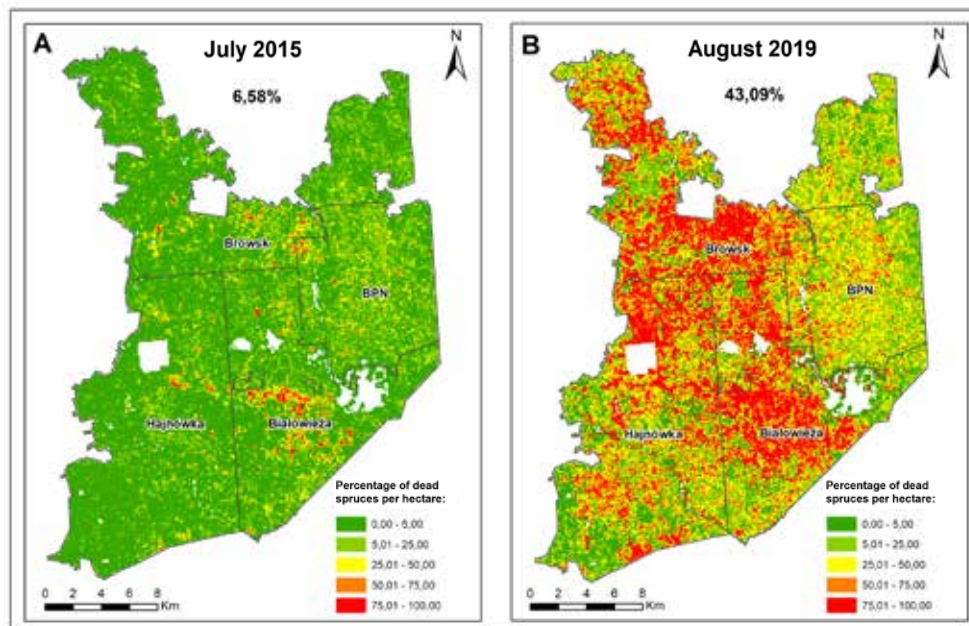 A
July 2015
N
6,58%
Browsk
BPN
Hajnówka
Białowieża
Percentage of dead
spruces per hectare:
0,00 - 5,00
5,01 - 25,00
25,01 - 50,00
50,01 - 75,00
75,01 - 100,00
0 2 4 6 8
Km
B
August 2019
N
43,09%
Browsk
BPN
Hajnówka
Białowieża
Percentage of dead
spruces per hectare:
0,00 - 5,00
5,01 - 25,00
25,01 - 50,00
50,01 - 75,00
75,01 - 100,00
0 2 4 6 8
Km